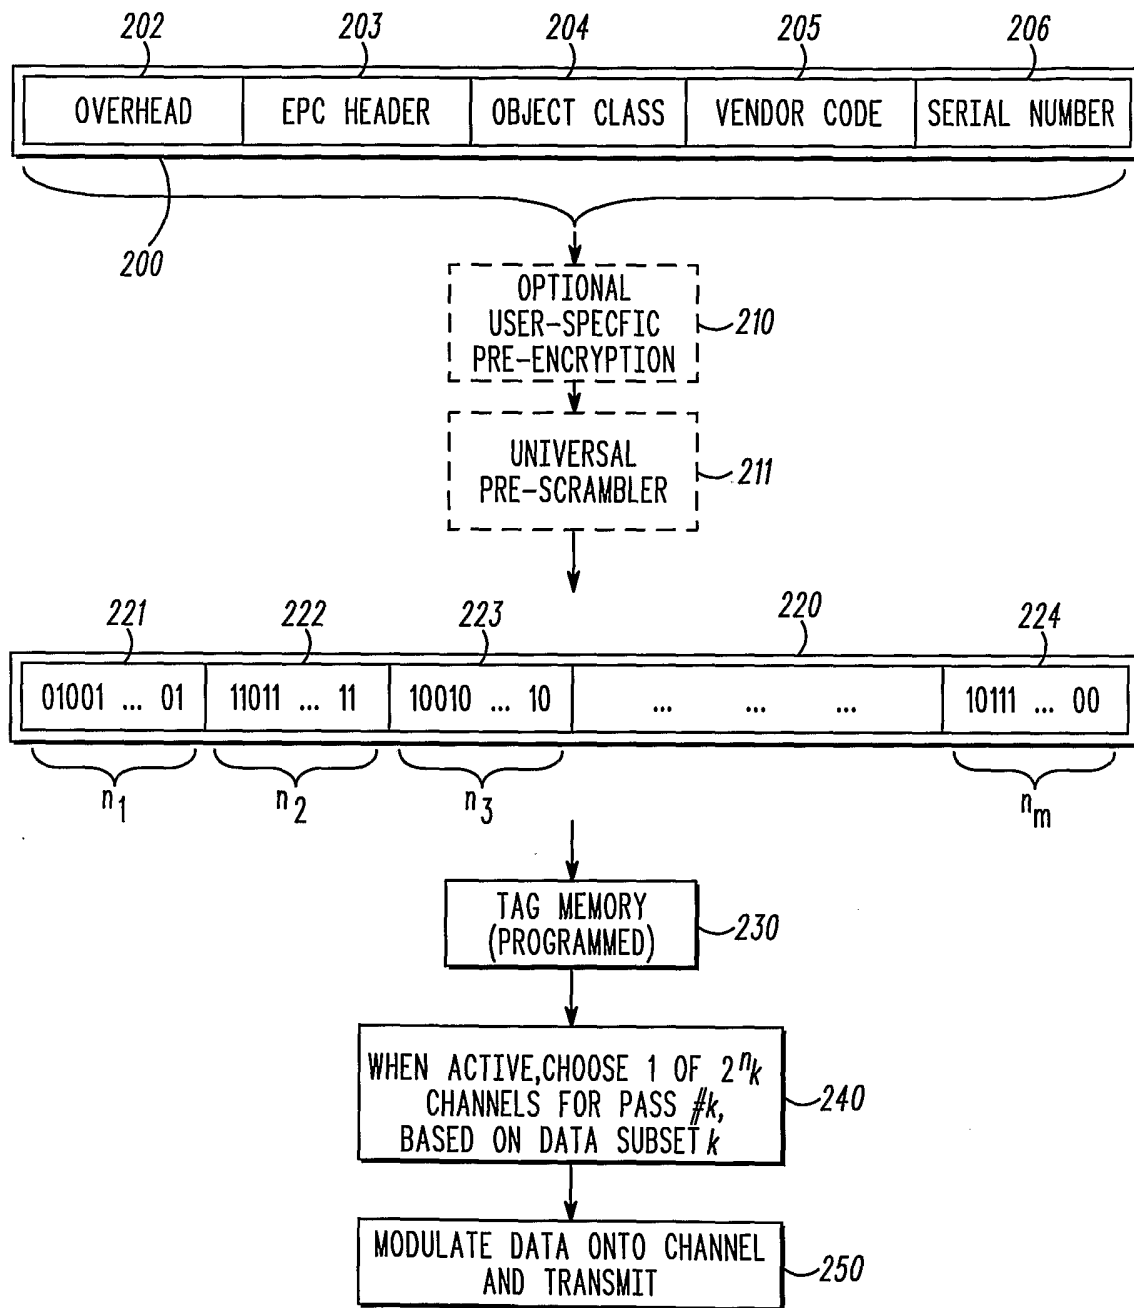 202 203 204 205 206
OVERHEAD EPC HEADER OBJECT CLASS VENDOR CODE SERIAL NUMBER
200
OPTIONAL
USER-SPECFIC
PRE-ENCRYPTION
210
UNIVERSAL
PRE-SCRAMBLER
211
221 222 223 220 224
01001 ... 01 11011 ... 11 10010 ... 10 ... ... ... 10111 ... 00
n1 n2 n3 nm
TAG MEMORY
(PROGRAMMED)
230
WHEN ACTIVE,CHOOSE 1 OF 2^nk
CHANNELS FOR PASS #k,
BASED ON DATA SUBSET k
240
MODULATE DATA ONTO CHANNEL
AND TRANSMIT
250